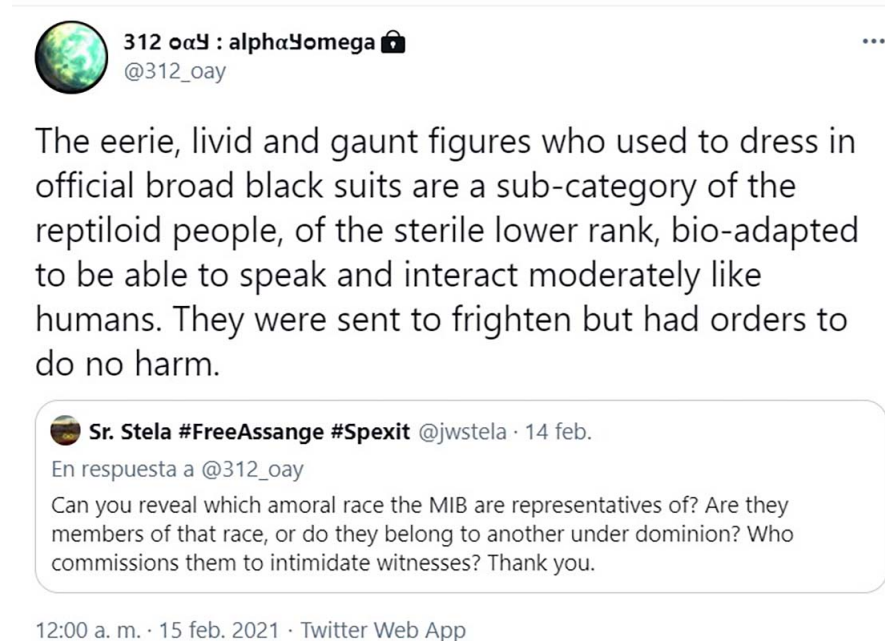 312 oαყ : alphαყomega
@312_oay
The eerie, livid and gaunt figures who used to dress in
official broad black suits are a sub-category of the
reptiloid people, of the sterile lower rank, bio-adapted
to be able to speak and interact moderately like
humans. They were sent to frighten but had orders to
do no harm.
Sr. Stela #FreeAssange #Spexit @jwstela · 14 feb.
En respuesta a @312_oay
Can you reveal which amoral race the MIB are representatives of? Are they
members of that race, or do they belong to another under dominion? Who
commissions them to intimidate witnesses? Thank you.
12:00 a. m. · 15 feb. 2021 · Twitter Web App